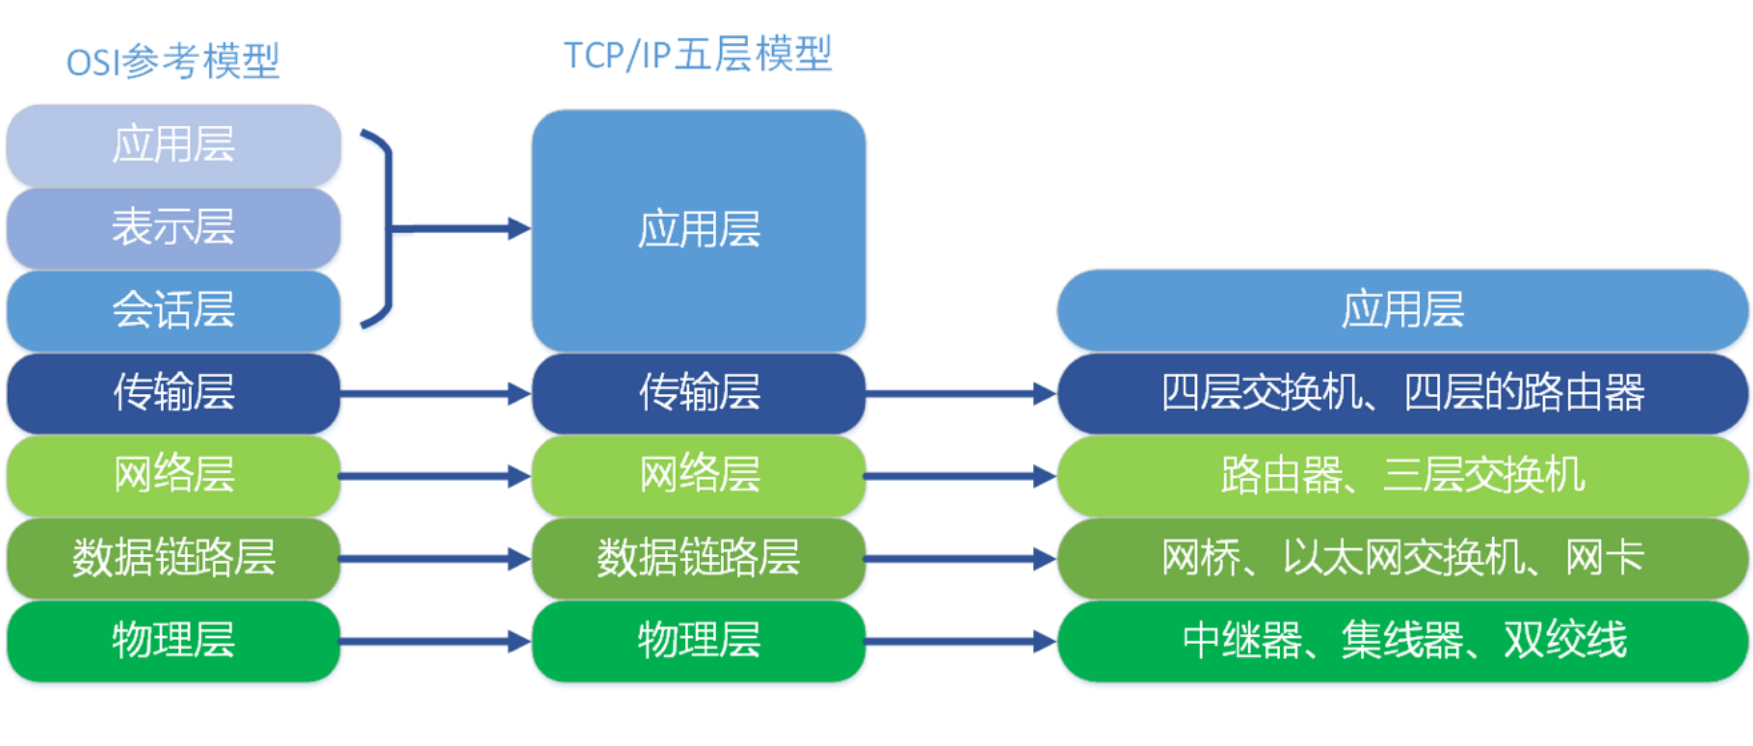 OSI参考模型
TCP/IP五层模型
应用层
表示层
会话层
传输层
网络层
数据链路层
物理层
应用层
传输层
网络层
数据链路层
物理层
应用层
四层交换机、四层的路由器
路由器、三层交换机
网桥、以太网交换机、网卡
中继器、集线器、双绞线